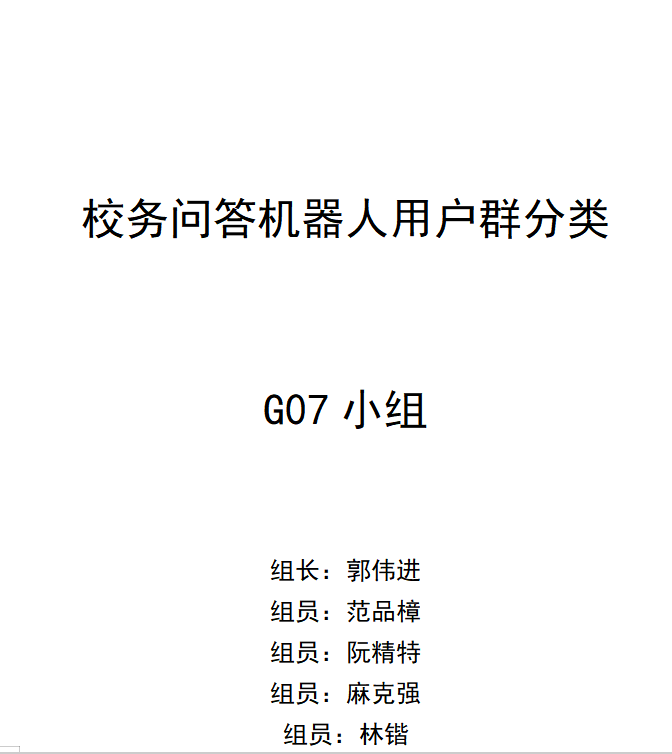 校务问答机器人用户群分类
G07 小组
组长：郭伟进
组员：范品樟
组员：阮精特
组员：麻克强
组员：林锴